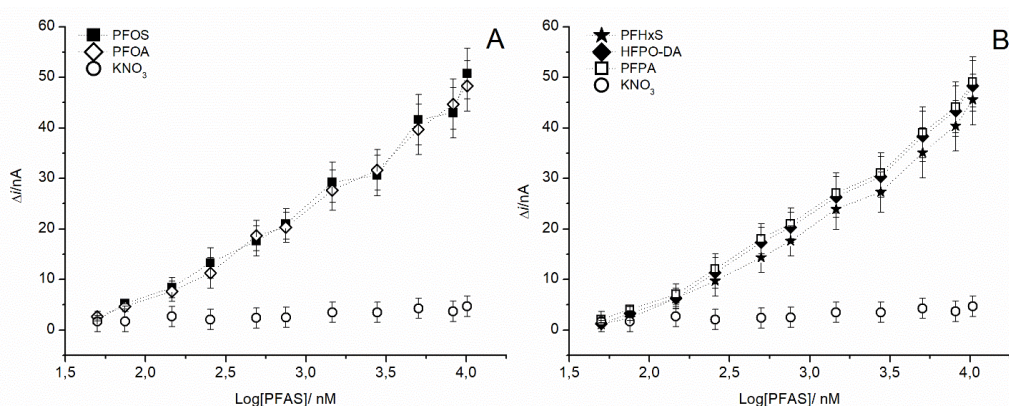 A
PFOS
PFOA
KNO₃
60
50
40
30
20
10
0
Δi/nA
1,5
2,0
2,5
3,0
3,5
4,0
Log[PFAS]/ nM
B
PFHxS
HFPO-DA
PFPA
KNO₃
60
50
40
30
20
10
0
Δi/nA
1,5
2,0
2,5
3,0
3,5
4,0
Log[PFAS]/ nM